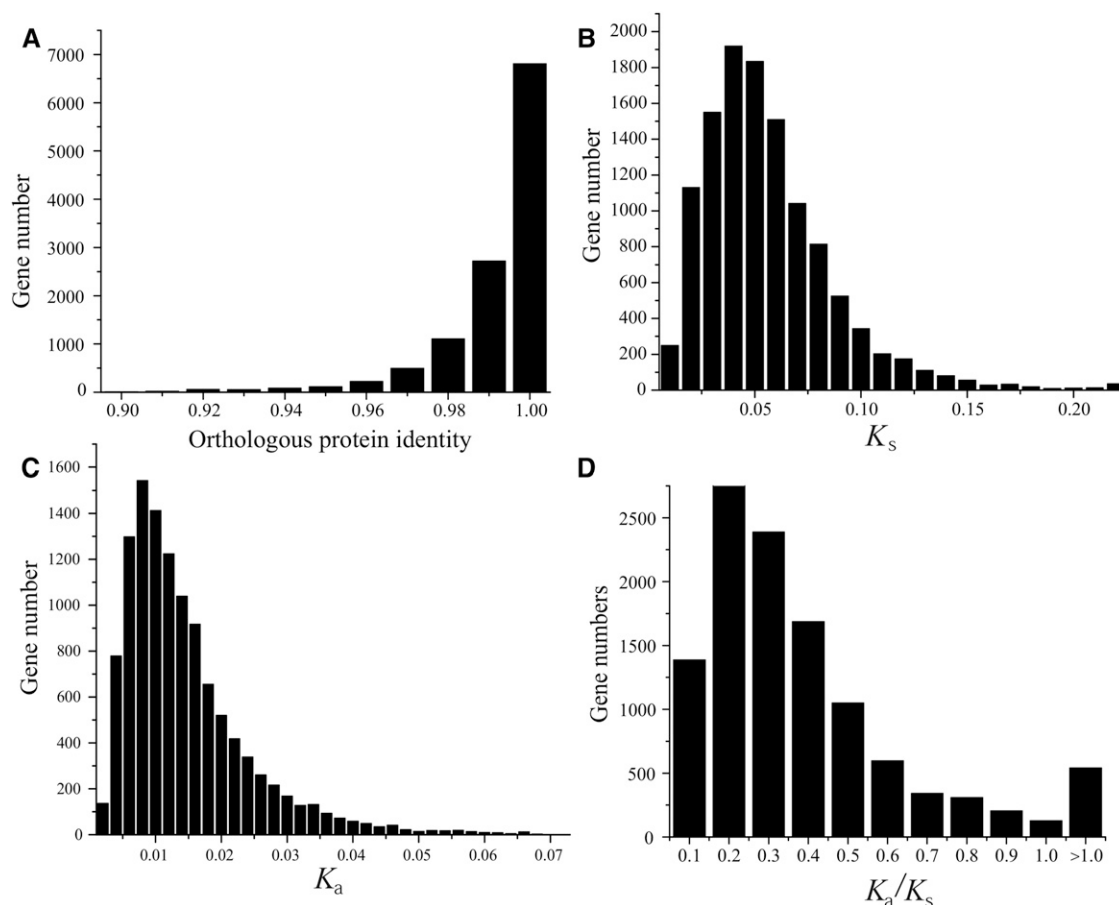 A
7000
6000
5000
4000
3000
2000
1000
0
Gene number
0.90 0.92 0.94 0.96 0.98 1.00
Orthologous protein identity
B
2000
1800
1600
1400
1200
1000
800
600
400
200
0
Gene number
0.05 0.10 0.15 0.20
Ks
C
1600
1400
1200
1000
800
600
400
200
0
Gene number
0.01 0.02 0.03 0.04 0.05 0.06 0.07
Ka
D
2500
2000
1500
1000
500
0
Gene numbers
0.1 0.2 0.3 0.4 0.5 0.6 0.7 0.8 0.9 1.0 >1.0
Ka/Ks